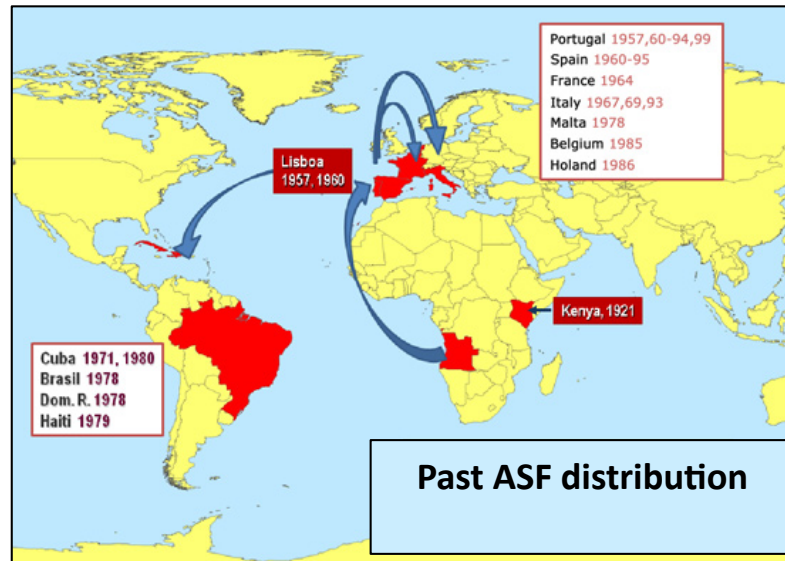 Portugal 1957,60-94,99
Spain 1960-95
France 1964
Italy 1967,69,93
Malta 1978
Belgium 1985
Holand 1986
Lisboa
1957, 1960
Kenya, 1921
Cuba 1971, 1980
Brasil 1978
Dom. R. 1978
Haiti 1979
Past ASF distribution